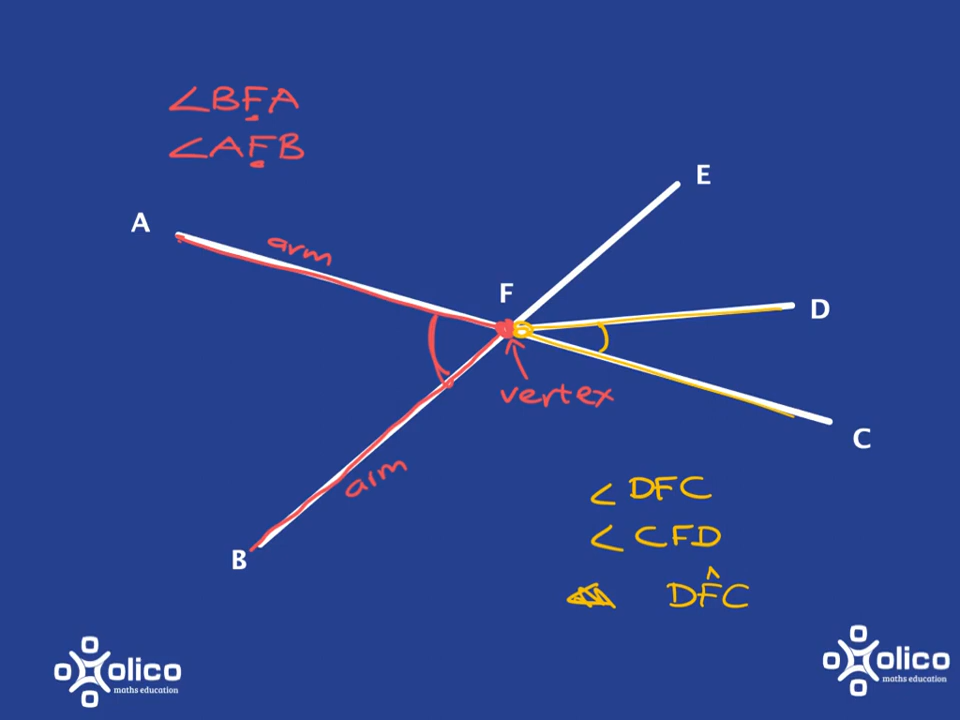 ∠BFA
∠AFB
E
A
arm
F
D
vertex
C
arm
∠DFC
∠CFD
B
DF̂C
olico
maths education
olico
maths education